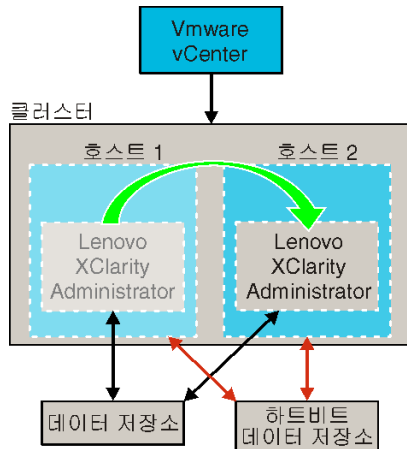 Vmware
vCenter
클러스터
호스트 1
호스트 2
Lenovo
XClarity
Administrator
Lenovo
XClarity
Administrator
데이터 저장소
하트비트
데이터 저장소